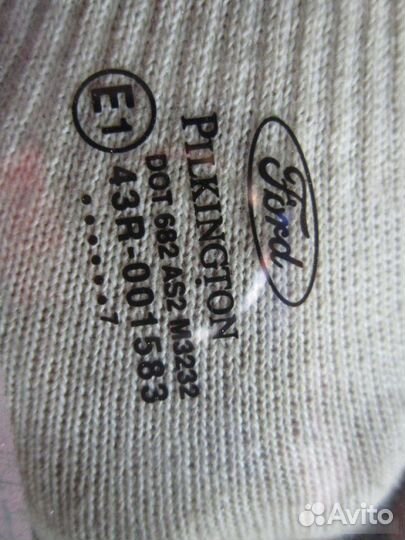 Ford
PILKINGTON
DOT 682 AS2 M3232
E1 43R-001583
.......7
Avito